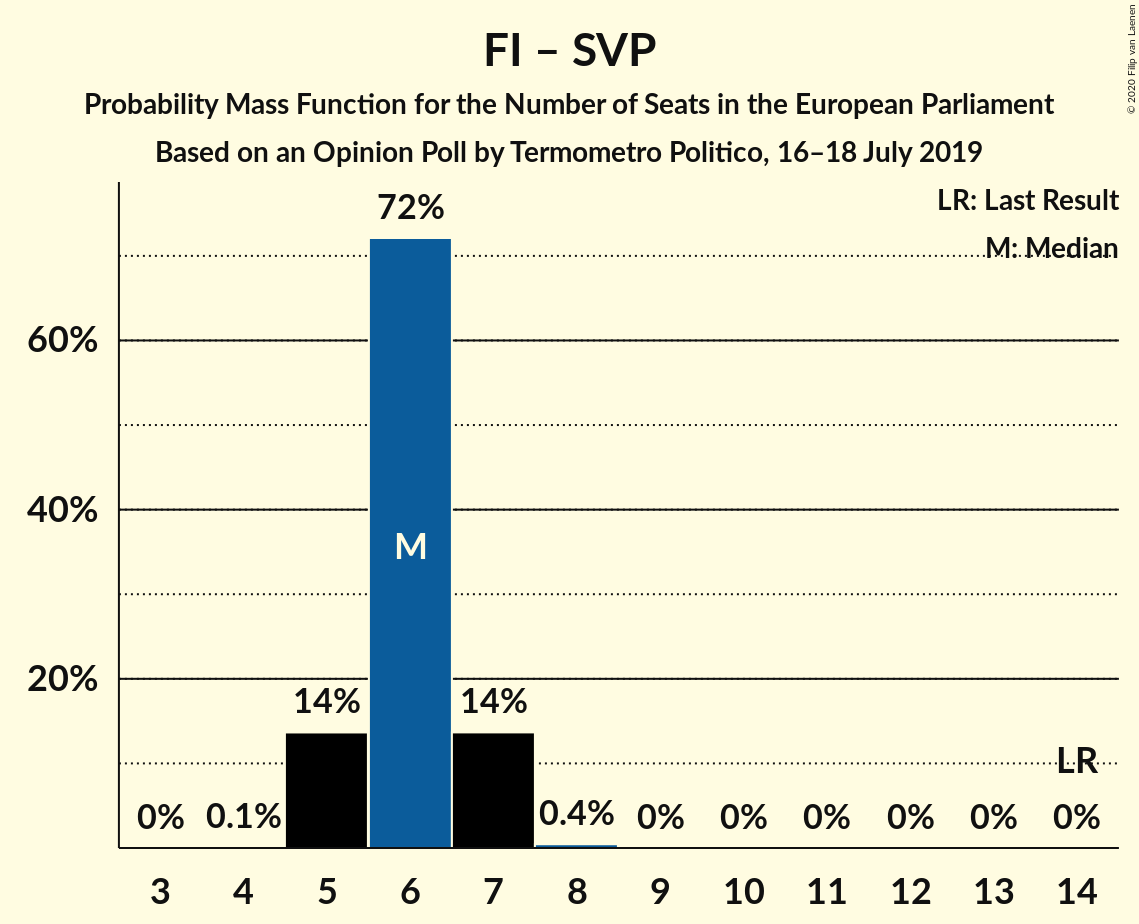 FI – SVP
Probability Mass Function for the Number of Seats in the European Parliament
Based on an Opinion Poll by Termometro Politico, 16–18 July 2019
© 2020 Filip van Laenen
LR: Last Result
M: Median
72%
60%
40%
M
20%
14%
14%
LR
0%
0.1%
0.4%
0%
0%
0%
0%
0%
0%
3 4 5 6 7 8 9 10 11 12 13 14